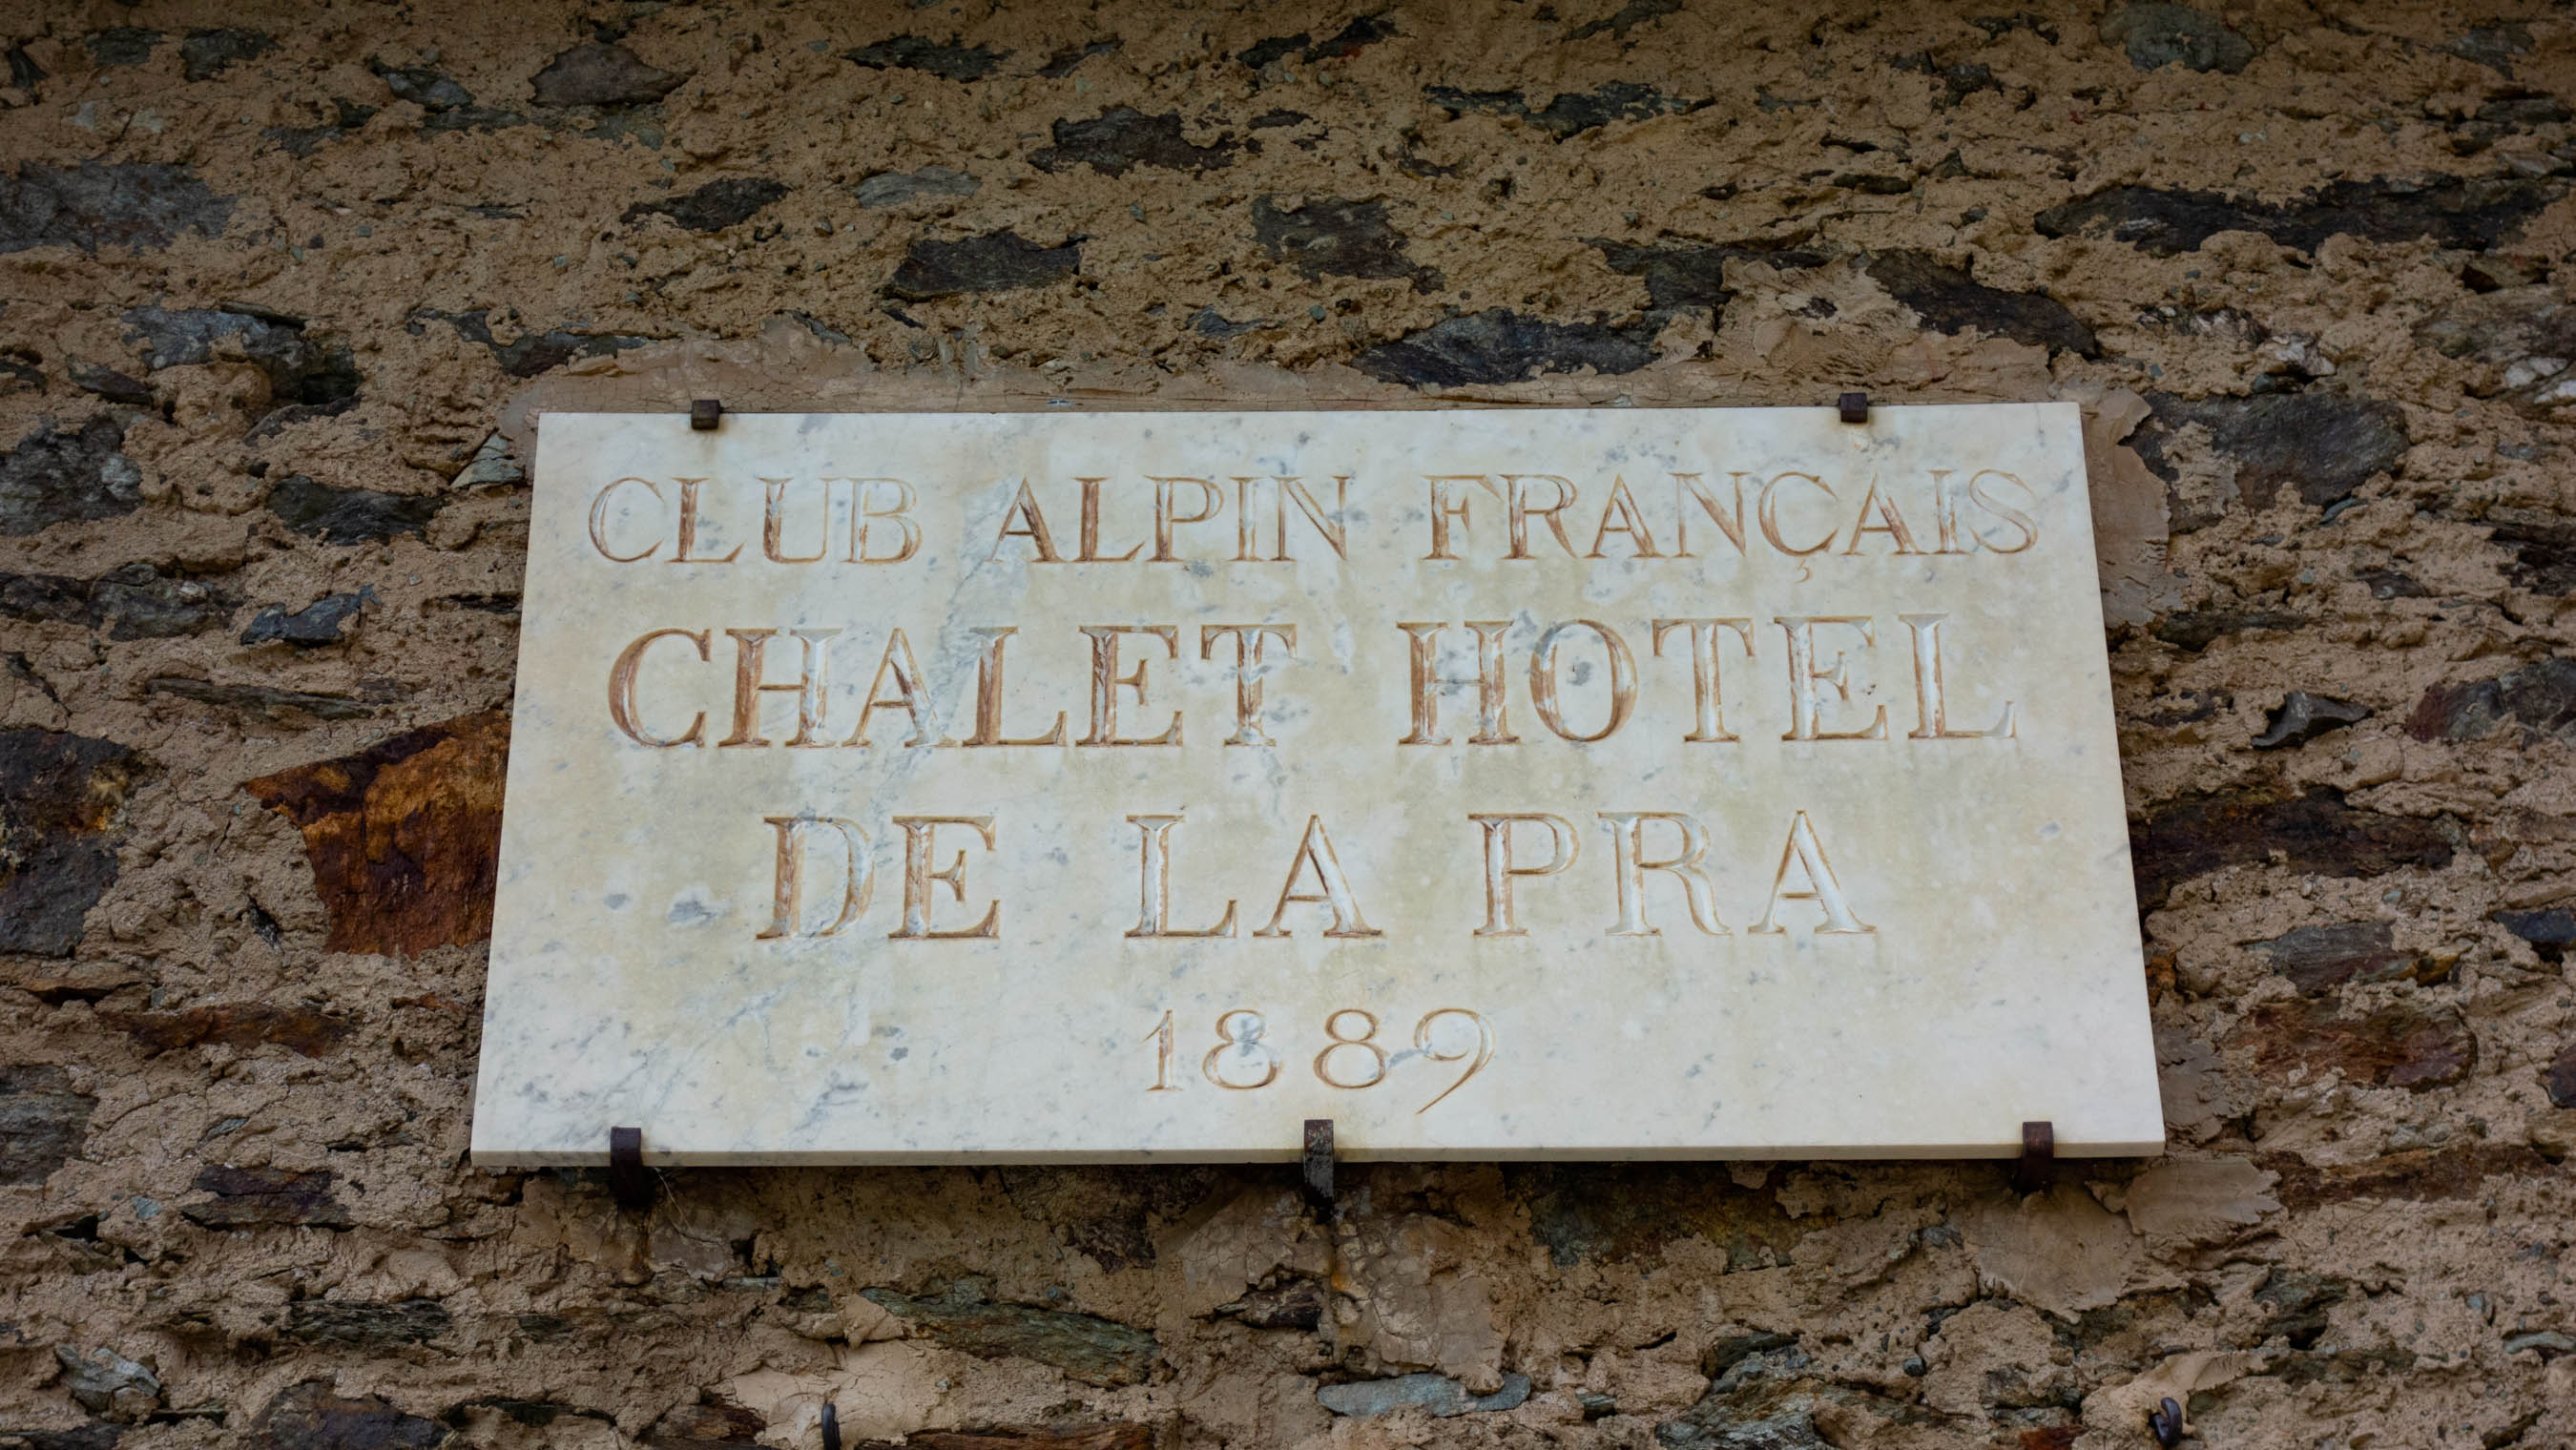 CLUB ALPIN FRANÇAIS
CHALET HOTEL
DE LA PRA
1889